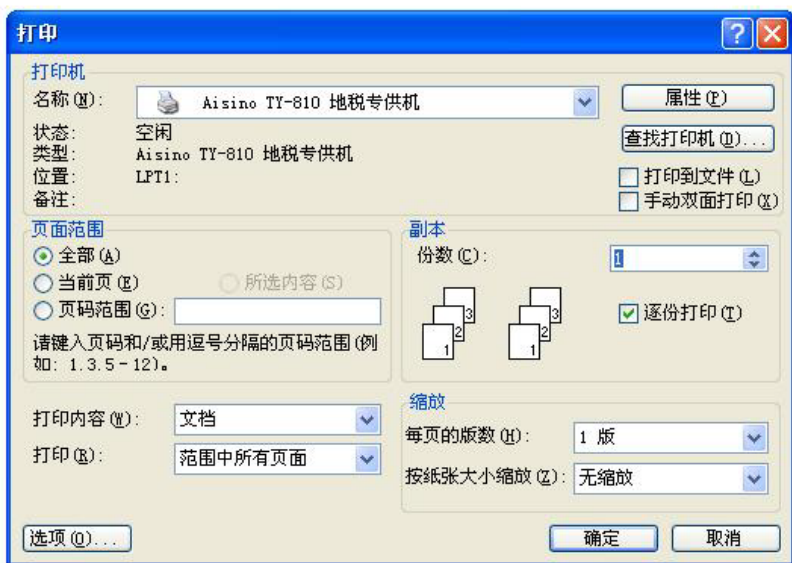 打印
打印机
名称(N):
Aisino TY-810 地税专供机
属性(P)
状态:
空闲
查找打印机(D)...
类型:
Aisino TY-810 地税专供机
位置:
LPT1:
打印到文件(L)
备注:
手动双面打印(X)
页面范围
全部(A)
当前页(E)
所选内容(S)
页码范围(G):
请键入页码和/或用逗号分隔的页码范围(例
如: 1.3.5-12)。
副本
份数(C):
1
1 2 3
1 2 3
逐份打印(T)
打印内容(W):
文档
打印(R):
范围中所有页面
缩放
每页的版数(H):
1 版
按纸张大小缩放(Z):
无缩放
选项(O)...
确定
取消